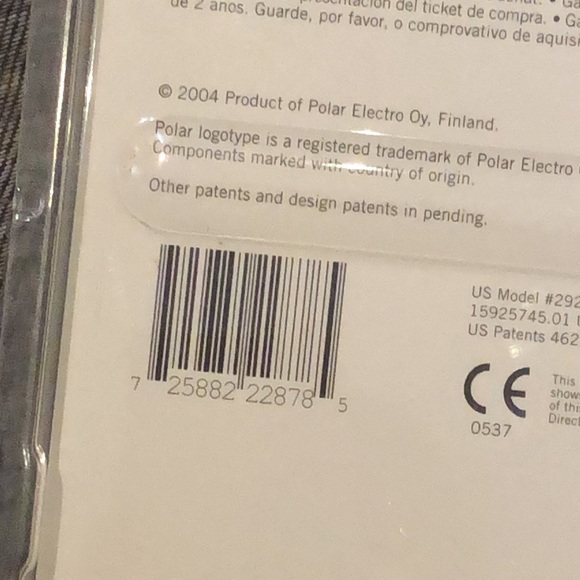 del ticket de compra. • Ga
de 2 anos. Guarde, por favor, o comprovativo de aquis
© 2004 Product of Polar Electro Oy, Finland.
Polar logotype is a registered trademark of Polar Electro
Components marked with country of origin.
Other patents and design patents in pending.
7 25882 22878 5
US Model #292
15925745.01
US Patents 462
CE
0537
This
show
of thi
Direct